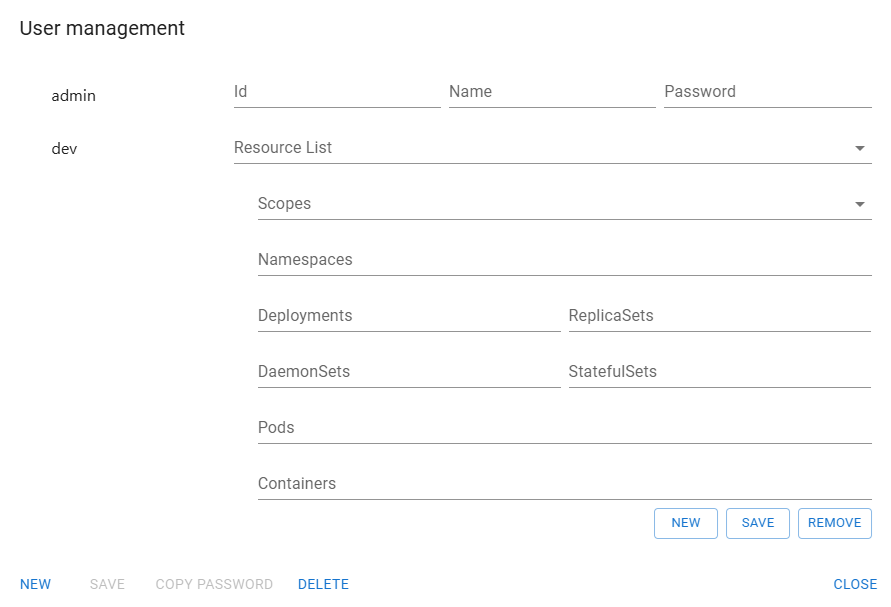 User management
admin
Id Name Password
dev
Resource List
Scopes
Namespaces
Deployments ReplicaSets
DaemonSets StatefulSets
Pods
Containers
NEW SAVE REMOVE
NEW SAVE COPY PASSWORD DELETE CLOSE